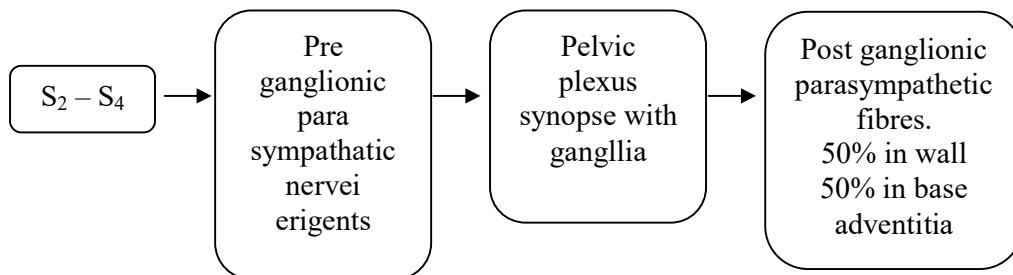 S₂ – S₄
Pre
ganglionic
para
sympathatic
nervei
erigents
Pelvic
plexus
synopse with
gangllia
Post ganglionic
parasympathetic
fibres.
50% in wall
50% in base
adventitia